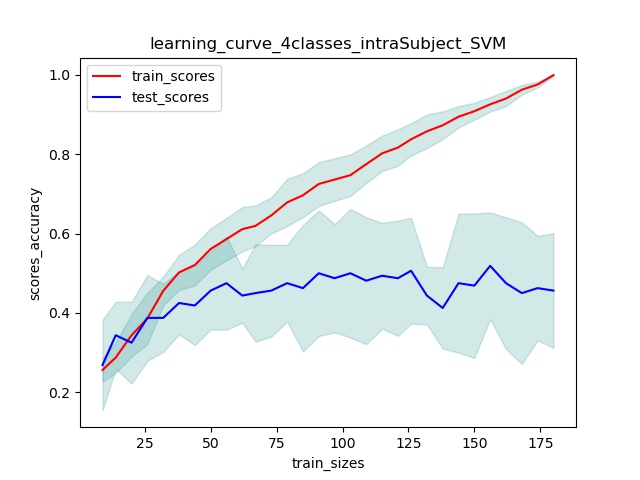 learning_curve_4classes_intraSubject_SVM
train_scores
test_scores
scores_accuracy
1.0
0.8
0.6
0.4
0.2
25 50 75 100 125 150 175
train_sizes